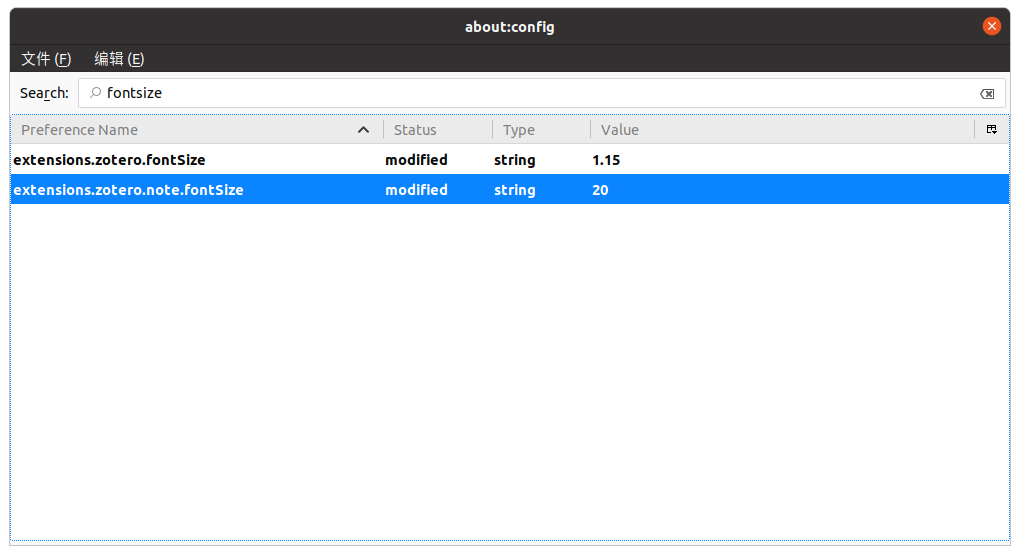 about:config
文件 (F) 编辑 (E)
Search: fontsize
Preference Name Status Type Value
extensions.zotero.fontSize modified string 1.15
extensions.zotero.note.fontSize modified string 20